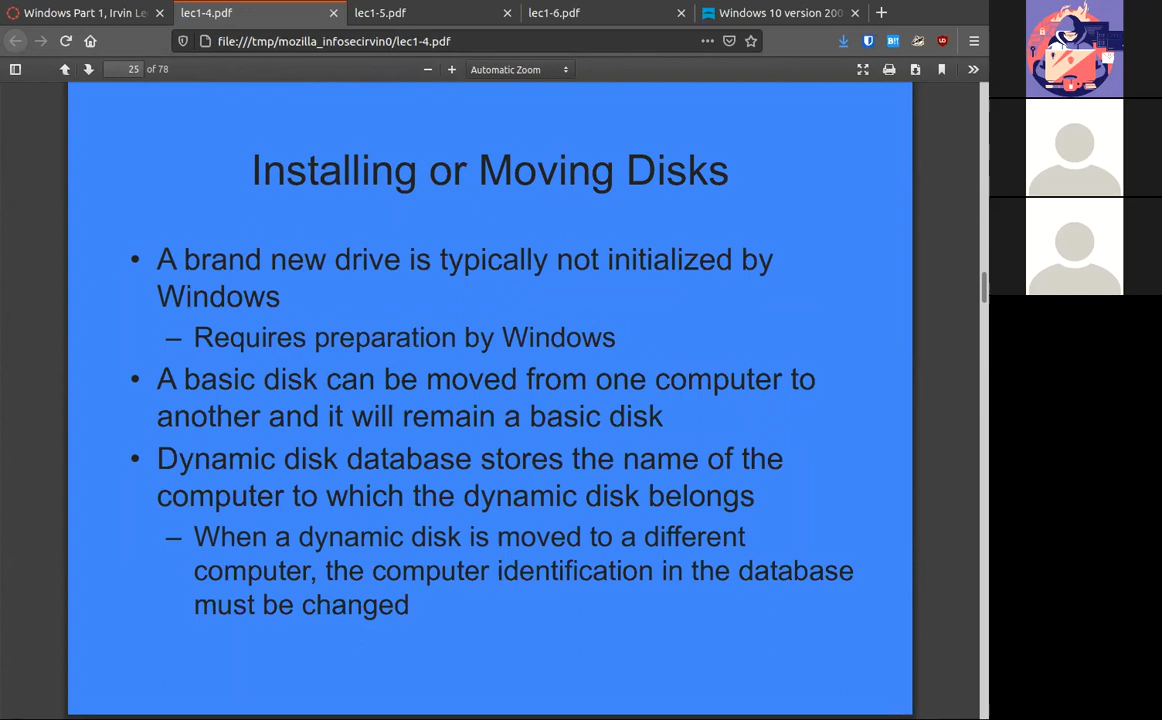 Windows Part 1, Irvin Le
lec1-4.pdf
lec1-5.pdf
lec1-6.pdf
Windows 10 version 200
file:///tmp/mozilla_infosecirvin0/lec1-4.pdf
25 of 78
Automatic Zoom
Installing or Moving Disks
• A brand new drive is typically not initialized by
Windows
– Requires preparation by Windows
• A basic disk can be moved from one computer to
another and it will remain a basic disk
• Dynamic disk database stores the name of the
computer to which the dynamic disk belongs
– When a dynamic disk is moved to a different
computer, the computer identification in the database
must be changed